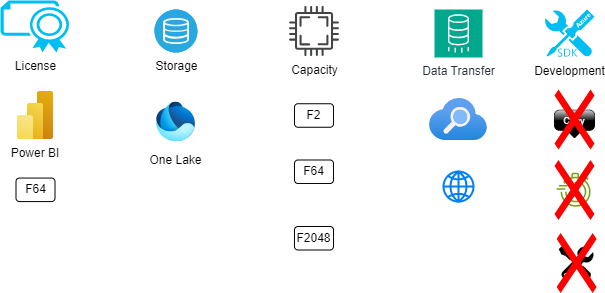 License
Storage
Capacity
Data Transfer
Development
Azure
SDK
Power BI
One Lake
F2
F64
F64
F2048